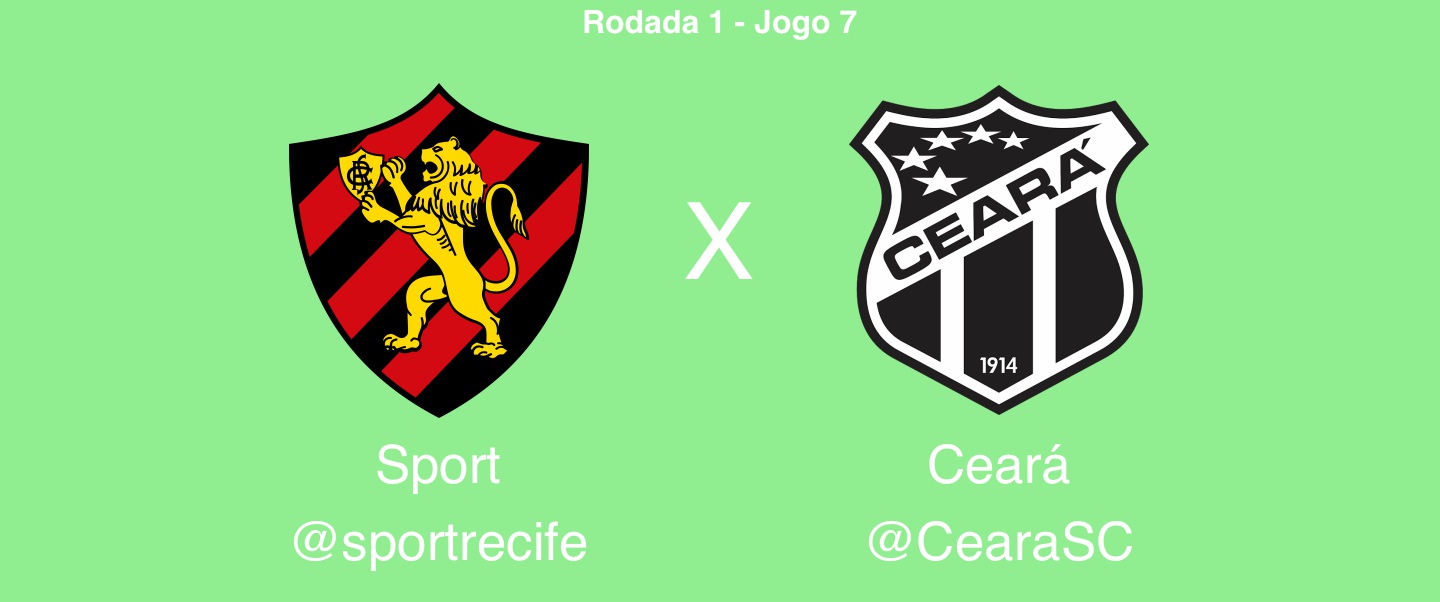 Rodada 1 - Jogo 7
X
CEARÁ
1914
Sport
Ceará
@sportrecife
@CearaSC